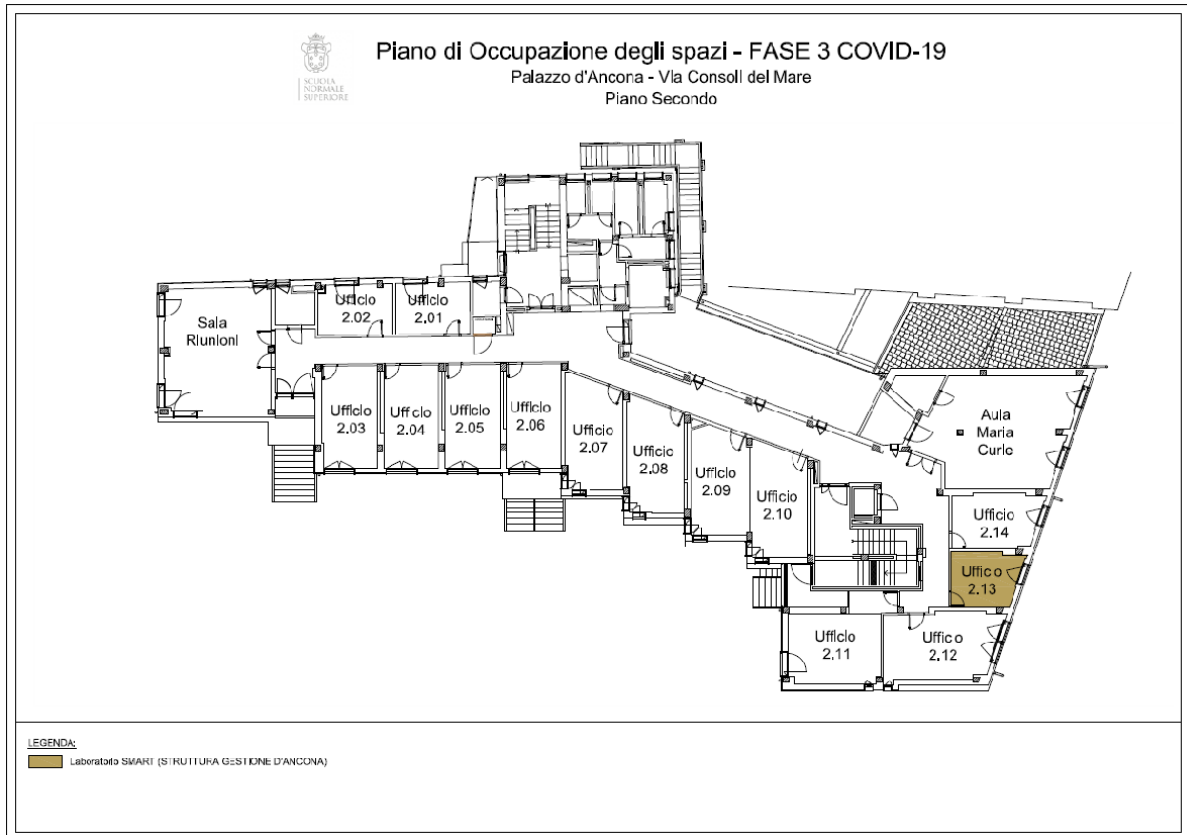 SCUOLA
NORMALE
SUPERIORE
Piano di Occupazione degli spazi - FASE 3 COVID-19
Palazzo d'Ancona - VIa Consoli del Mare
Piano Secondo
Sala
Riunioni
Ufficio
2.02
Ufficio
2.01
Ufficio
2.03
Ufficio
2.04
Ufficio
2.05
Ufficio
2.06
Ufficio
2.07
Ufficio
2.08
Ufficio
2.09
Ufficio
2.10
Aula
Maria
Curie
Ufficio
2.14
Ufficio
2.13
Ufficio
2.11
Ufficio
2.12
LEGENDA:
Laboratorio SMART (STRUTTURA GESTIONE D'ANCONA)